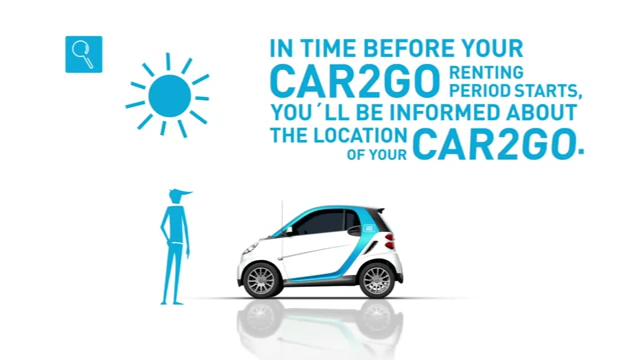 IN TIME BEFORE YOUR
CAR2GO RENTING
PERIOD STARTS,
YOU´LL BE INFORMED ABOUT
THE LOCATION
OF YOUR CAR2GO.